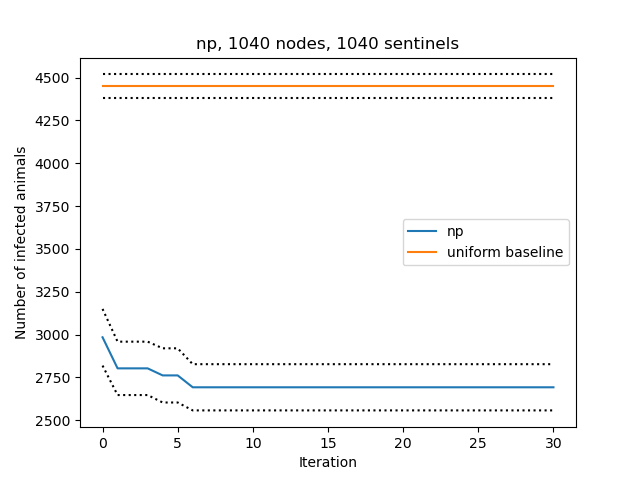 np, 1040 nodes, 1040 sentinels
Number of infected animals
4500
4250
4000
3750
3500
3250
3000
2750
2500
np
uniform baseline
0 5 10 15 20 25 30
Iteration